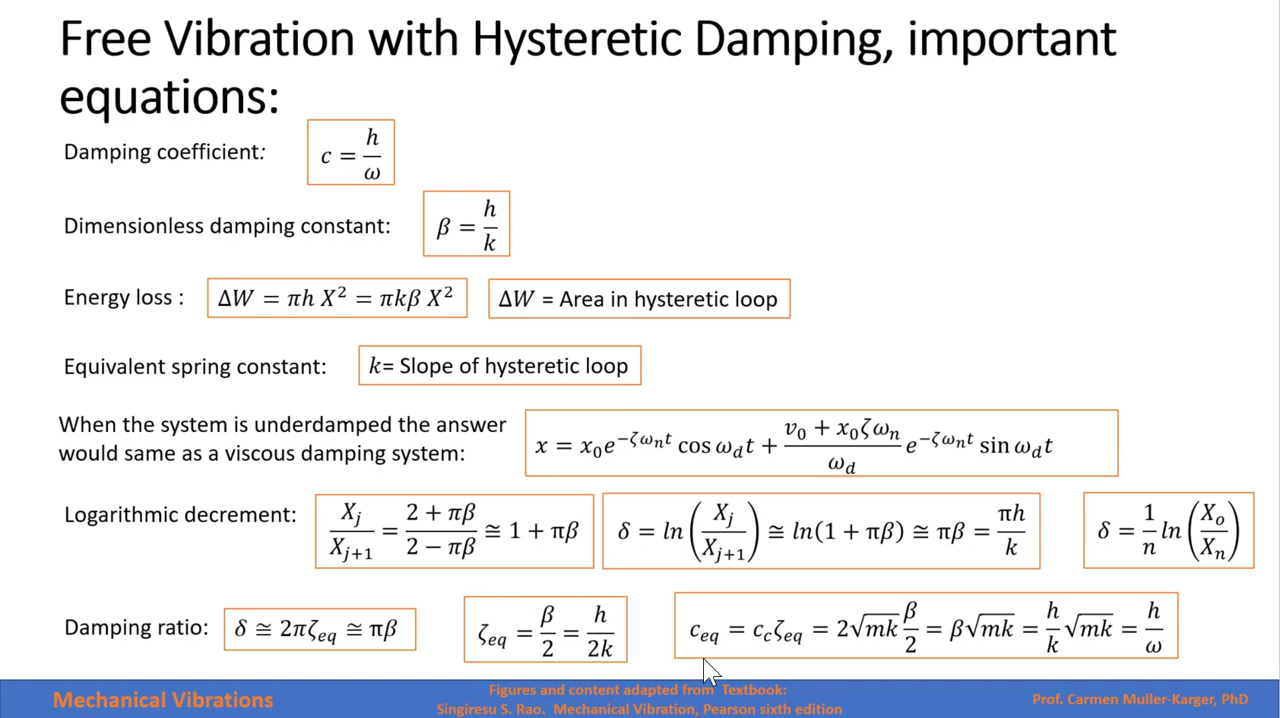 Free Vibration with Hysteretic Damping, important
equations:
Damping coefficient: c = h/ω
Dimensionless damping constant: β = h/k
Energy loss : ΔW = πh X² = πkβ X² ΔW = Area in hysteretic loop
Equivalent spring constant: k= Slope of hysteretic loop
When the system is underdamped the answer
would same as a viscous damping system: x = x₀e^(−ζωₙt) cos ω_d t + (v₀ + x₀ζωₙ)/ω_d e^(−ζωₙt) sin ω_d t
Logarithmic decrement: X_j/X_(j+1) = (2 + πβ)/(2 − πβ) ≅ 1 + πβ δ = ln(X_j/X_(j+1)) ≅ ln(1 + πβ) ≅ πβ = πh/k δ = 1/n ln(X_o/X_n)
Damping ratio: δ ≅ 2πζ_eq ≅ πβ ζ_eq = β/2 = h/2k c_eq = c_c ζ_eq = 2√mk β/2 = β√mk = h/k √mk = h/ω
Mechanical Vibrations
Figures and content adapted from Textbook:
Singiresu S. Rao. Mechanical Vibration, Pearson sixth edition
Prof. Carmen Muller-Karger, PhD